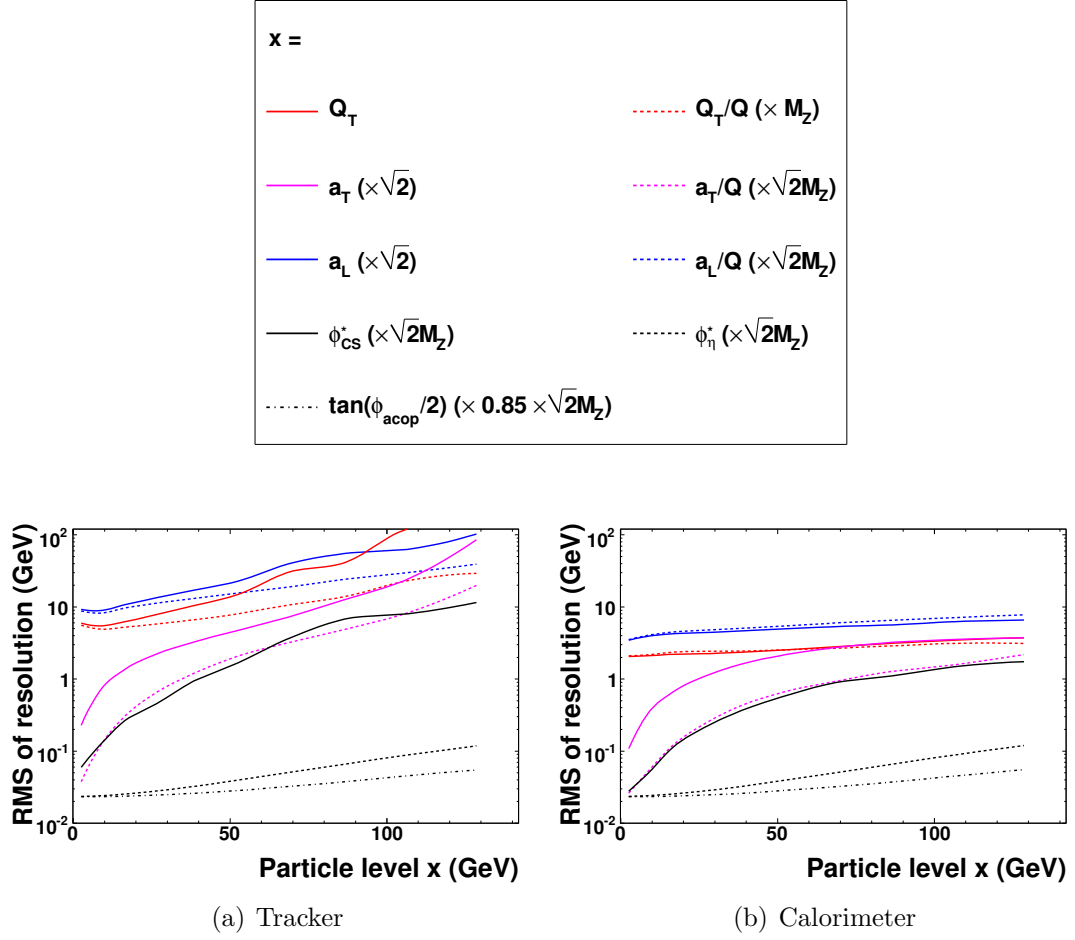 x =
Q_T
Q_T/Q (× M_Z)
a_T (×√2)
a_T/Q (×√2M_Z)
a_L (×√2)
a_L/Q (×√2M_Z)
ϕ*_CS (×√2M_Z)
ϕ*_η (×√2M_Z)
tan(ϕ_acop/2) (× 0.85 ×√2M_Z)
RMS of resolution (GeV)
10^2
10
1
10^-1
10^-2
0 50 100
Particle level x (GeV)
(a) Tracker
RMS of resolution (GeV)
10^2
10
1
10^-1
10^-2
0 50 100
Particle level x (GeV)
(b) Calorimeter